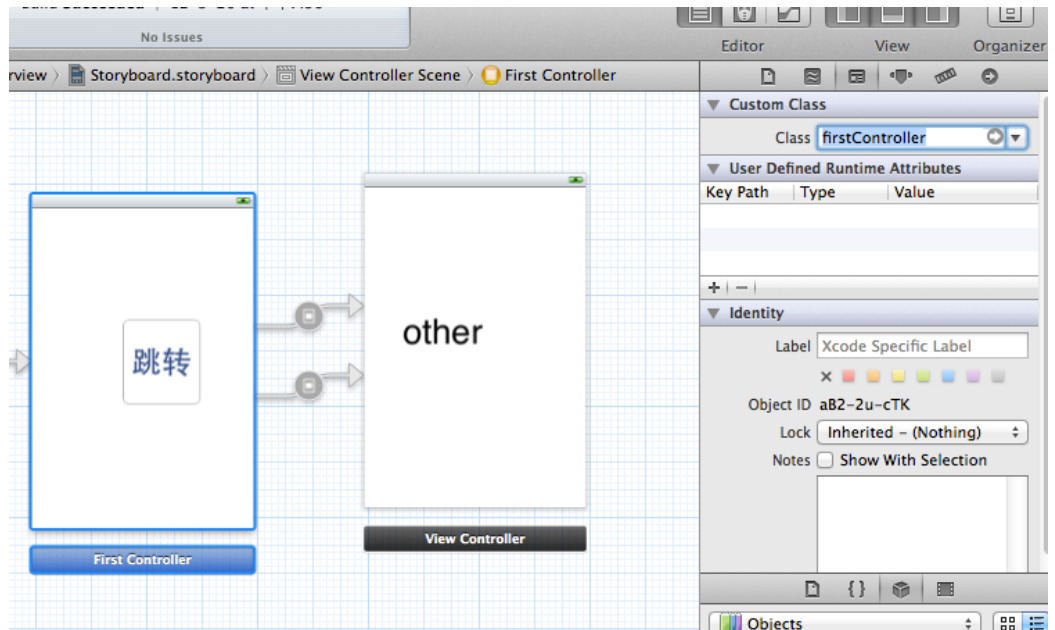 No Issues
Editor
View
Organizer
Storyboard.storyboard
View Controller Scene
First Controller
Custom Class
Class firstController
User Defined Runtime Attributes
Key Path Type Value
跳转
other
First Controller
View Controller
Identity
Label Xcode Specific Label
Object ID aB2-2u-cTK
Lock Inherited - (Nothing)
Notes Show With Selection
{}
Objects